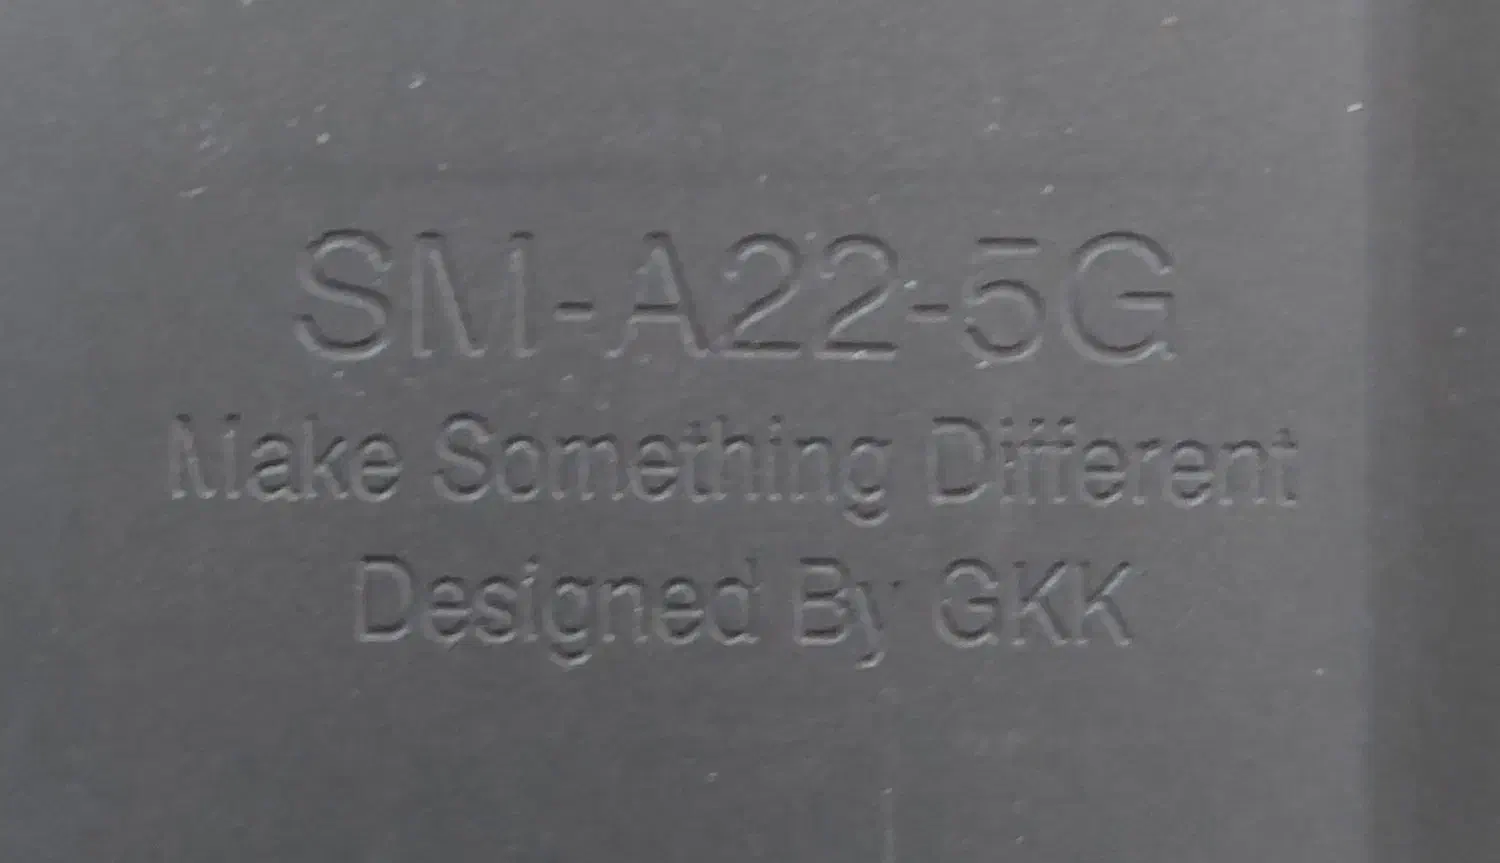 SM-A22-5G
Make Something Different
Designed By GKK